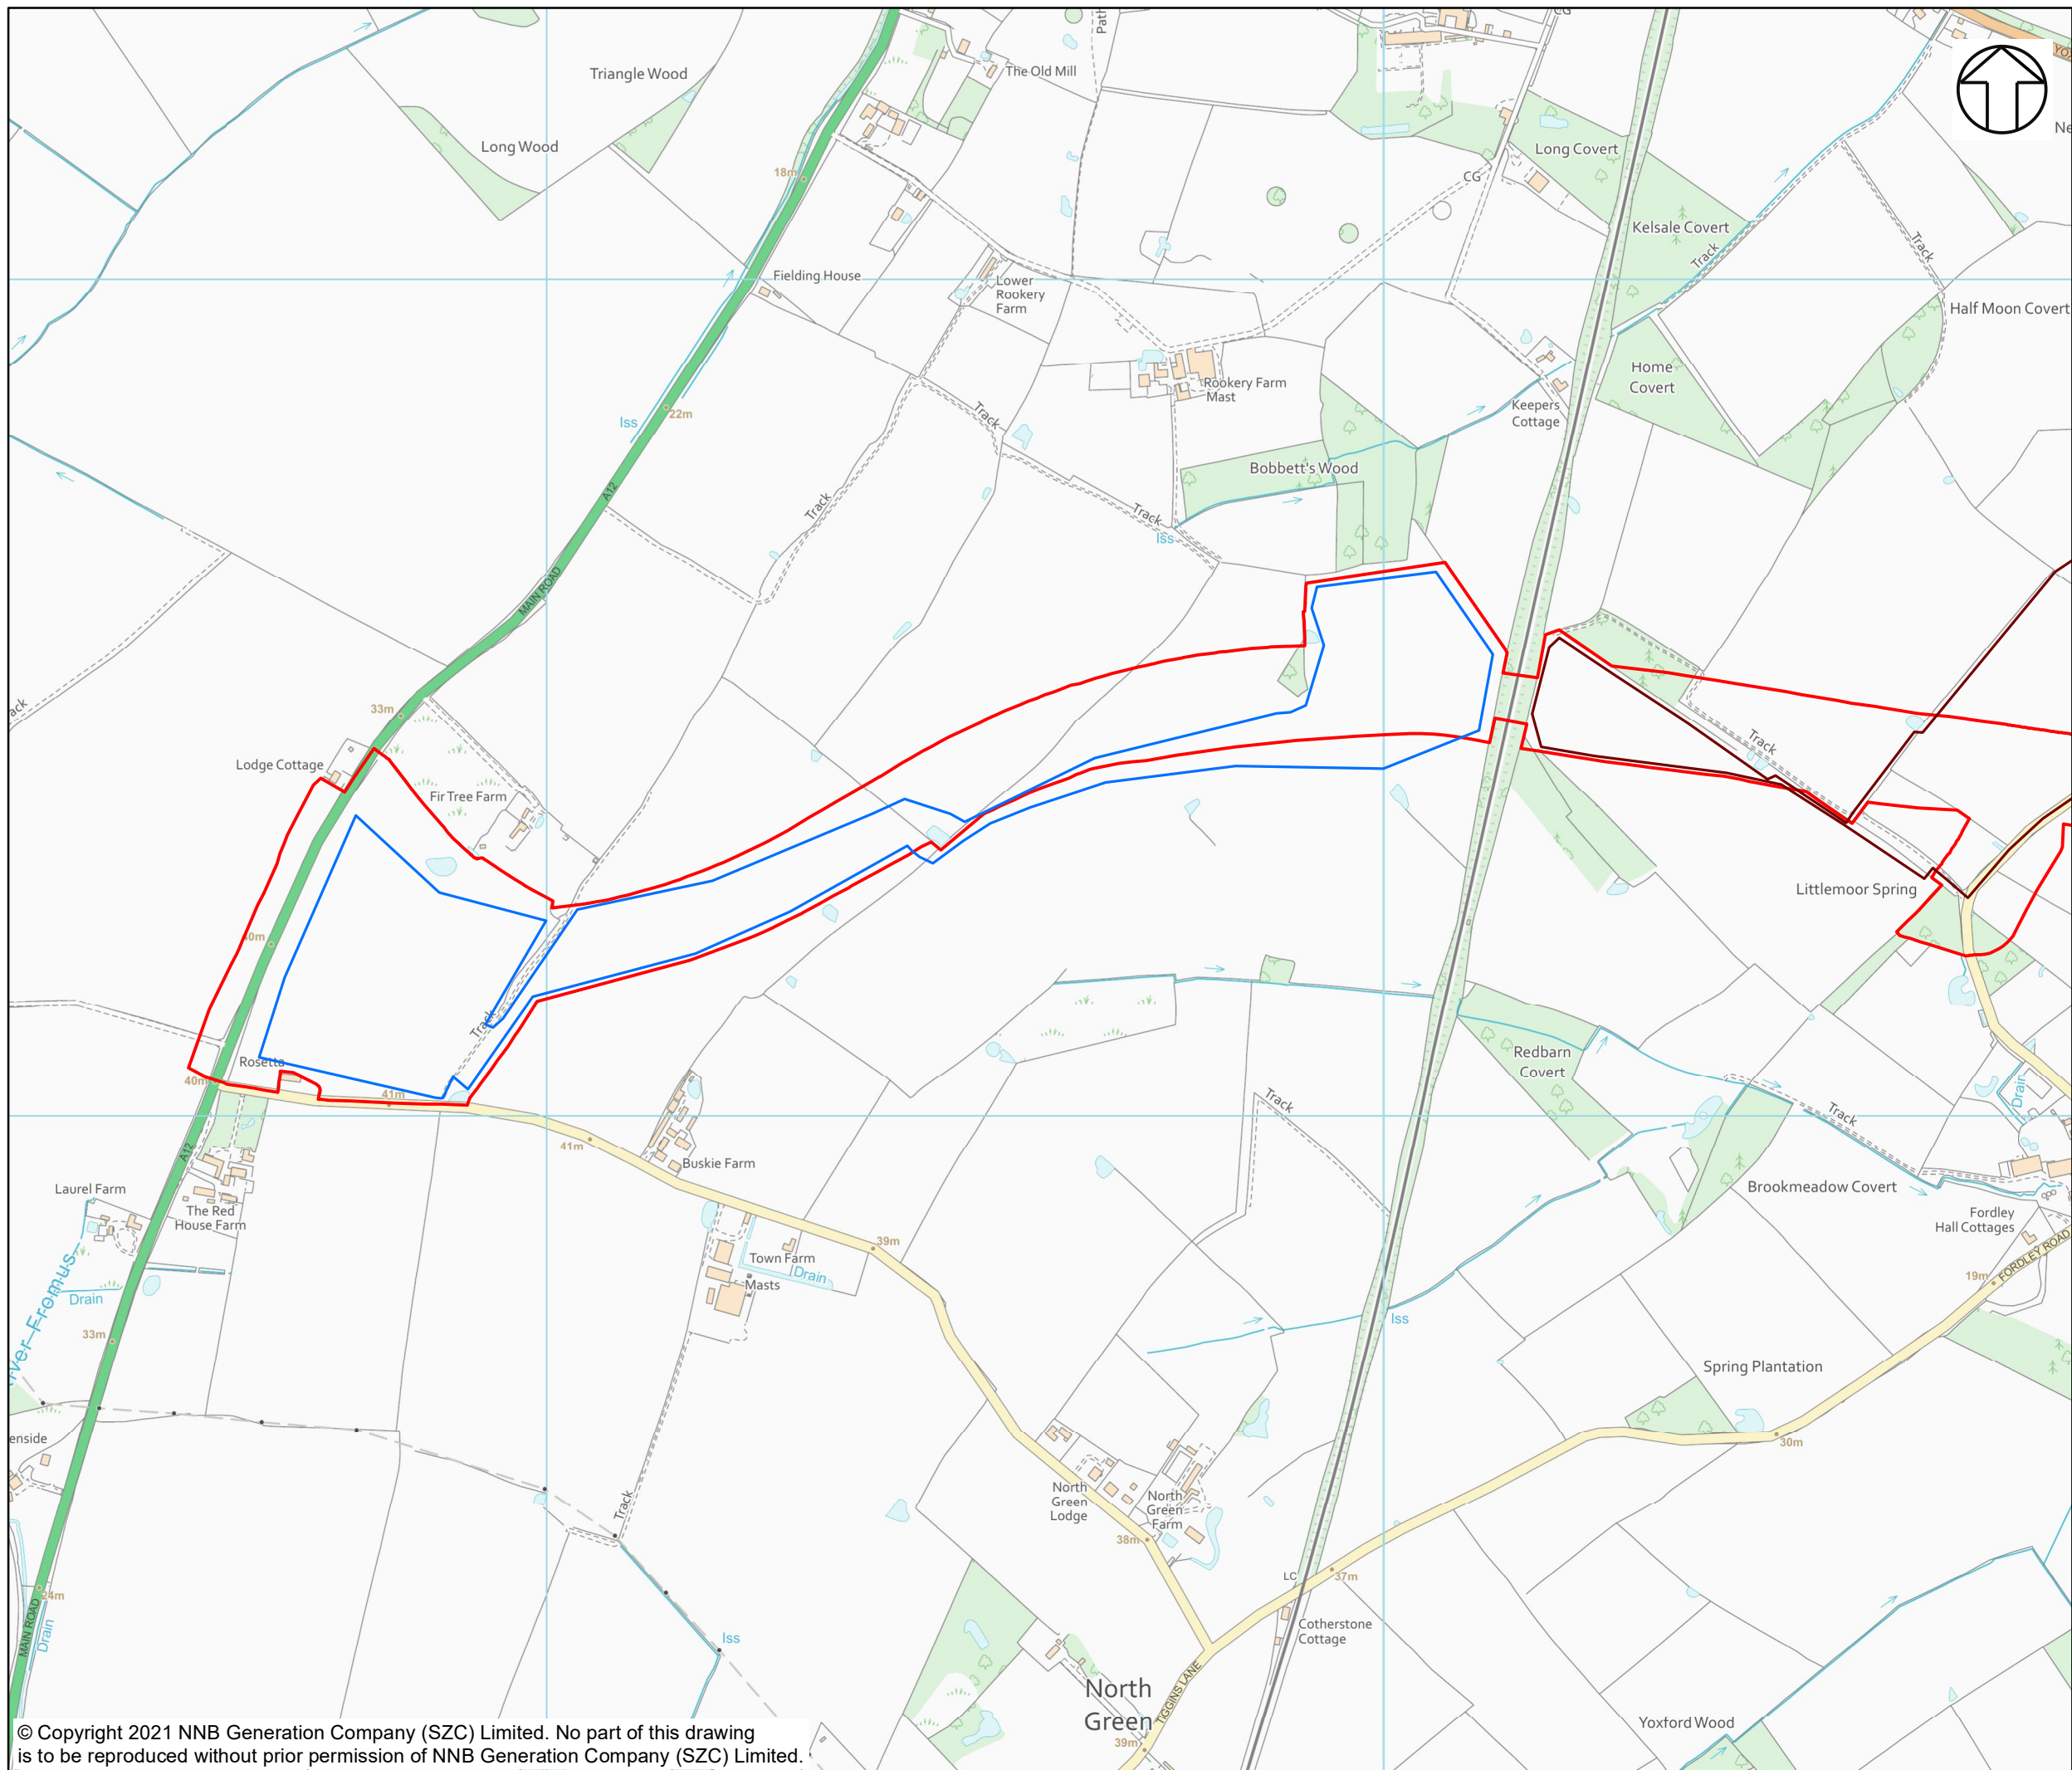 CG
Path
The Old Mill
Triangle Wood
Long Wood
18m
Long Covert
CG
Kelsale Covert
Track
Track
Fielding House
Lower
Rookery
Farm
Half Moon Covert
Rookery Farm
Mast
Home
Covert
Keepers
Cottage
Iss
22m
Track
Bobbett's Wood
A12
Track
Track
Iss
MAIN ROAD
33m
Track
Lodge Cottage
Fir Tree Farm
Littlemoor Spring
Track
Rosetta
40m
41m
Redbarn
Covert
Drain
Track
Track
41m
A12
Buskie Farm
Laurel Farm
The Red
House Farm
Brookmeadow Covert
Fordley
Hall Cottages
39m
Town Farm
Drain
Masts
FORDLEY ROAD
19m
Drain
33m
Iss
Spring Plantation
30m
Track
North
Green
Lodge
North
Green
Farm
38m
LC
37m
24m
MAIN ROAD
Drain
Cotherstone
Cottage
Iss
North
Green
TIGGINS LANE
39m
Yoxford Wood
© Copyright 2021 NNB Generation Company (SZC) Limited. No part of this drawing
is to be reproduced without prior permission of NNB Generation Company (SZC) Limited.